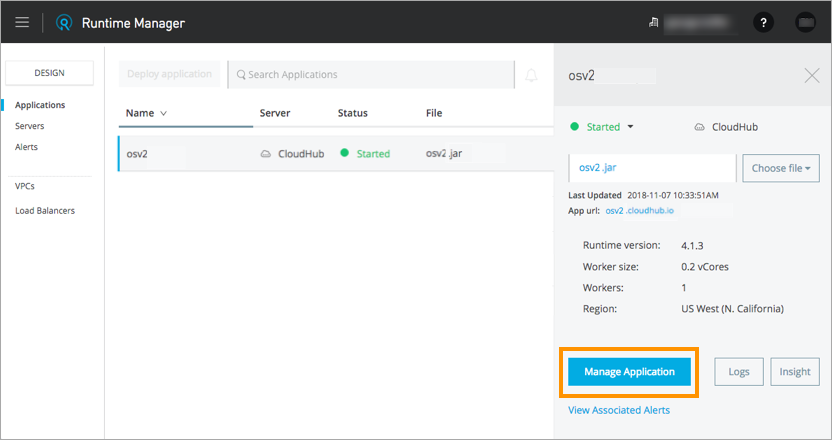 Runtime Manager
?
DESIGN
Applications
Servers
Alerts
VPCs
Load Balancers
Deploy application
Search Applications
Name Server Status File
osv2 CloudHub Started osv2.jar
osv2
Started CloudHub
osv2 .jar Choose file
Last Updated 2018-11-07 10:33:51AM
App url: osv2 .cloudhub.io
Runtime version: 4.1.3
Worker size: 0.2 vCores
Workers: 1
Region: US West (N. California)
Manage Application Logs Insight
View Associated Alerts